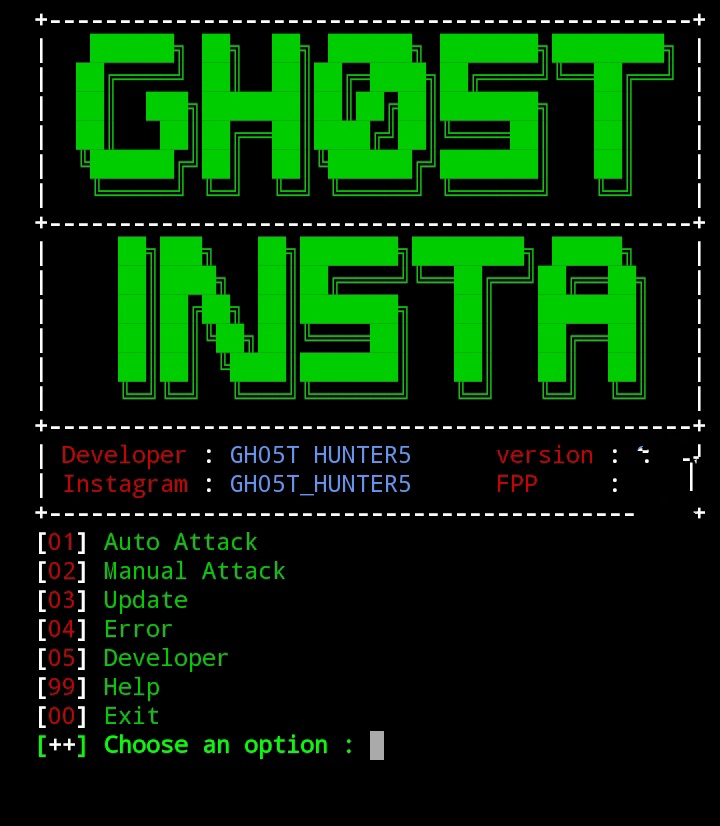 GHOST
INSTA
Developer : GH05T HUNTER5 version :
Instagram : GH05T_HUNTER5 FPP :
[01] Auto Attack
[02] Manual Attack
[03] Update
[04] Error
[05] Developer
[99] Help
[00] Exit
[++] Choose an option :